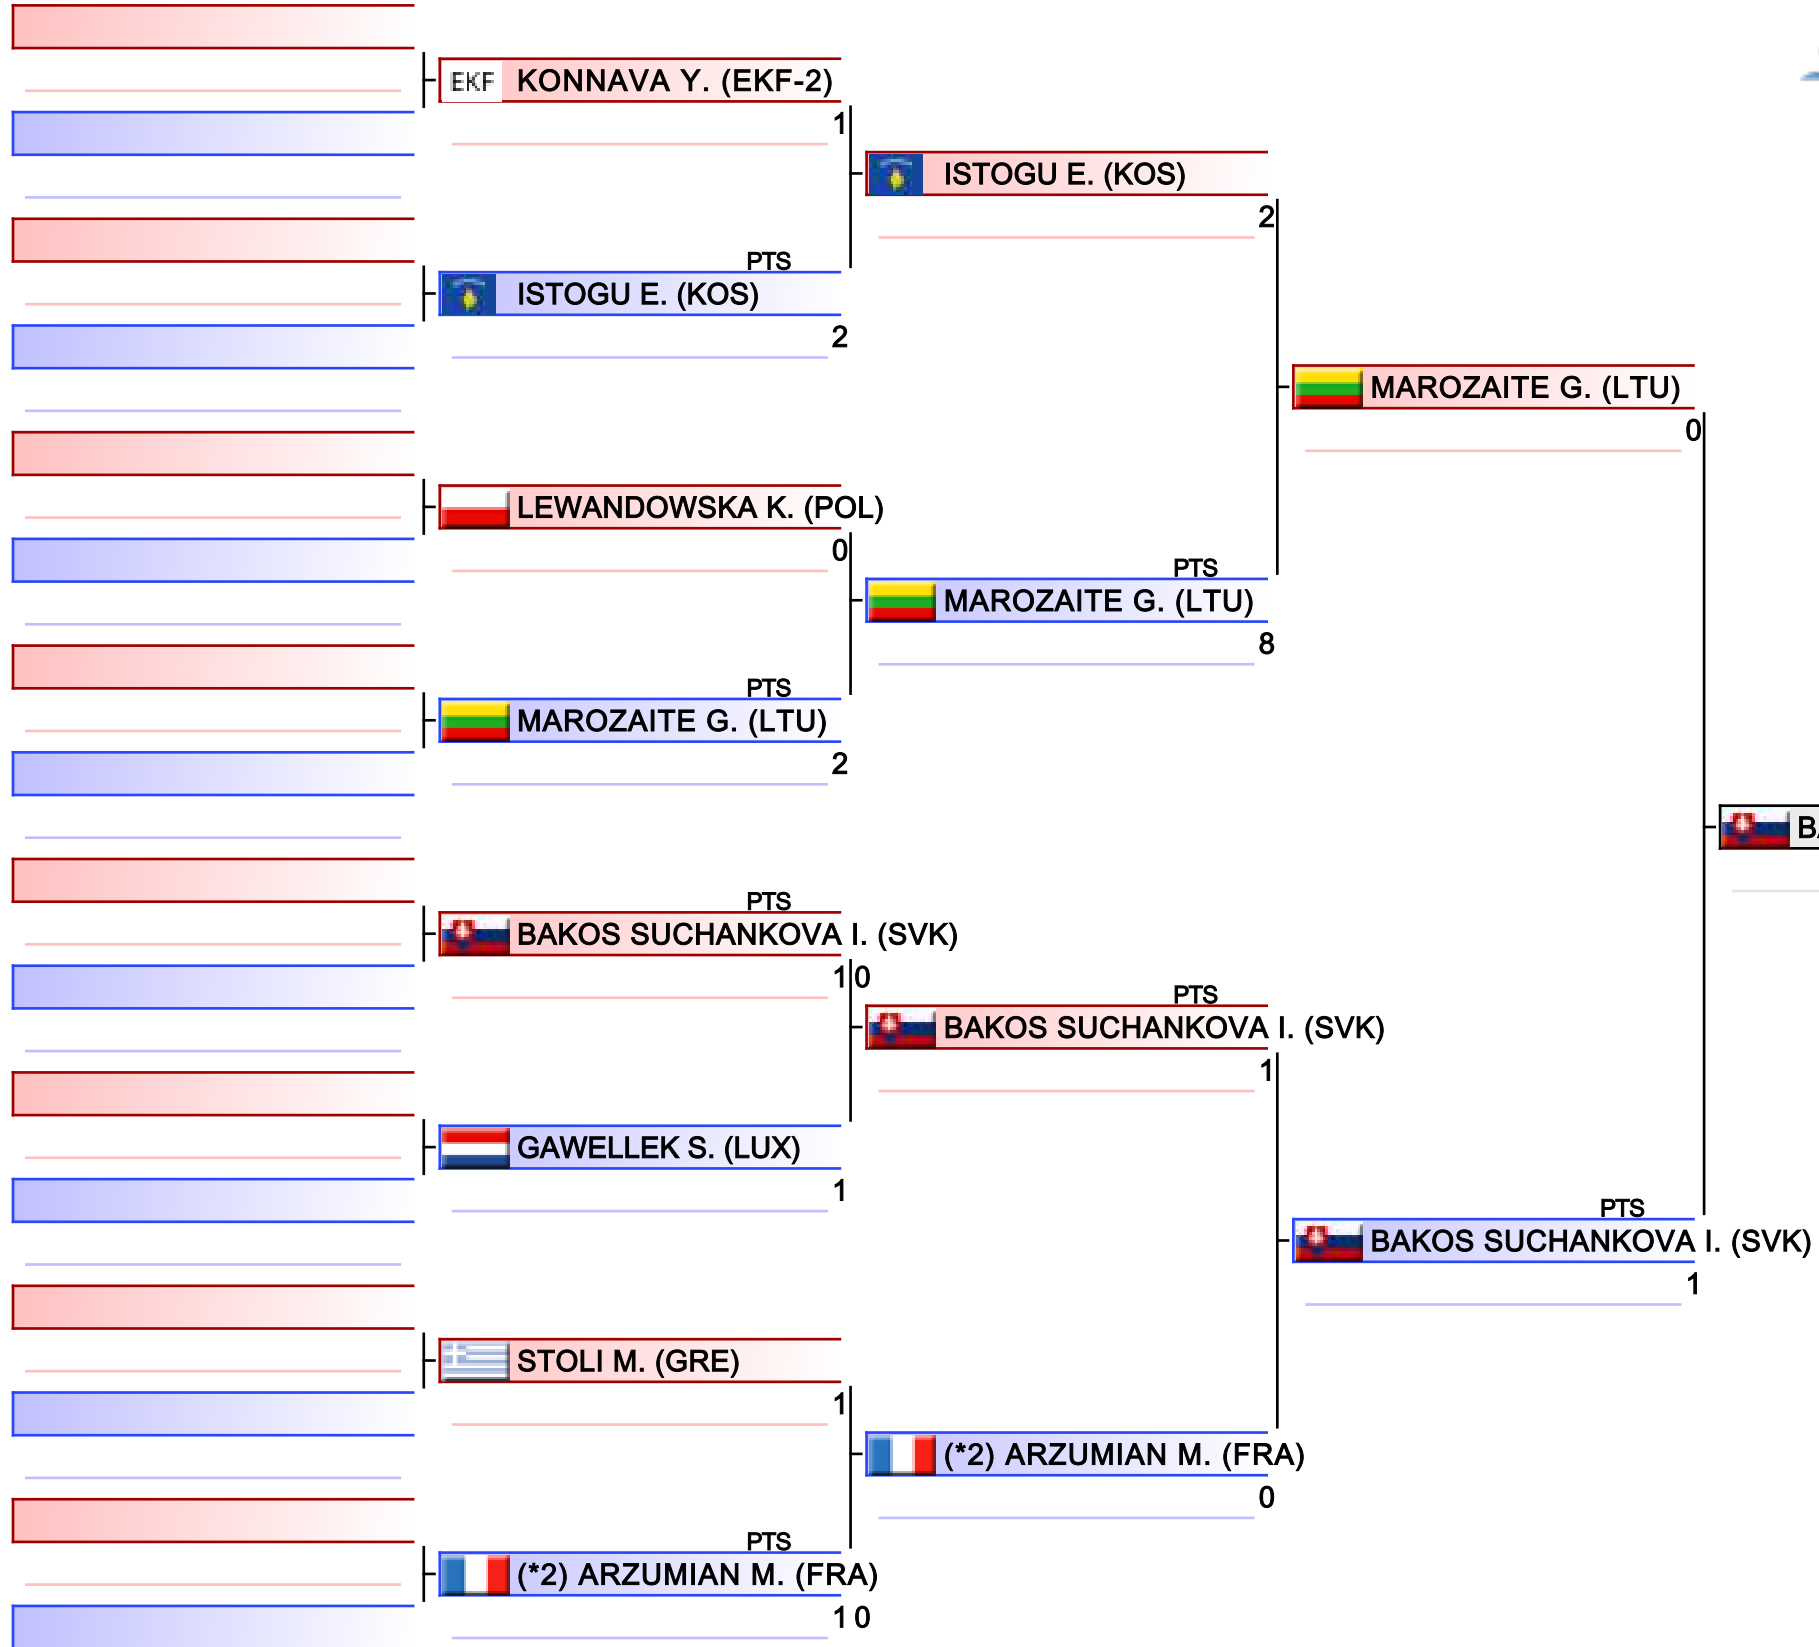 EKF KONNAVA Y. (EKF-2)
1
ISTOGU E. (KOS)
2
PTS
ISTOGU E. (KOS)
2
MAROZAITE G. (LTU)
0
LEWANDOWSKA K. (POL)
0
PTS
MAROZAITE G. (LTU)
8
PTS
MAROZAITE G. (LTU)
2
BA
PTS
BAKOS SUCHANKOVA I. (SVK)
10
PTS
BAKOS SUCHANKOVA I. (SVK)
1
GAWELLEK S. (LUX)
1
PTS
BAKOS SUCHANKOVA I. (SVK)
1
STOLI M. (GRE)
1
(*2) ARZUMIAN M. (FRA)
0
PTS
(*2) ARZUMIAN M. (FRA)
10